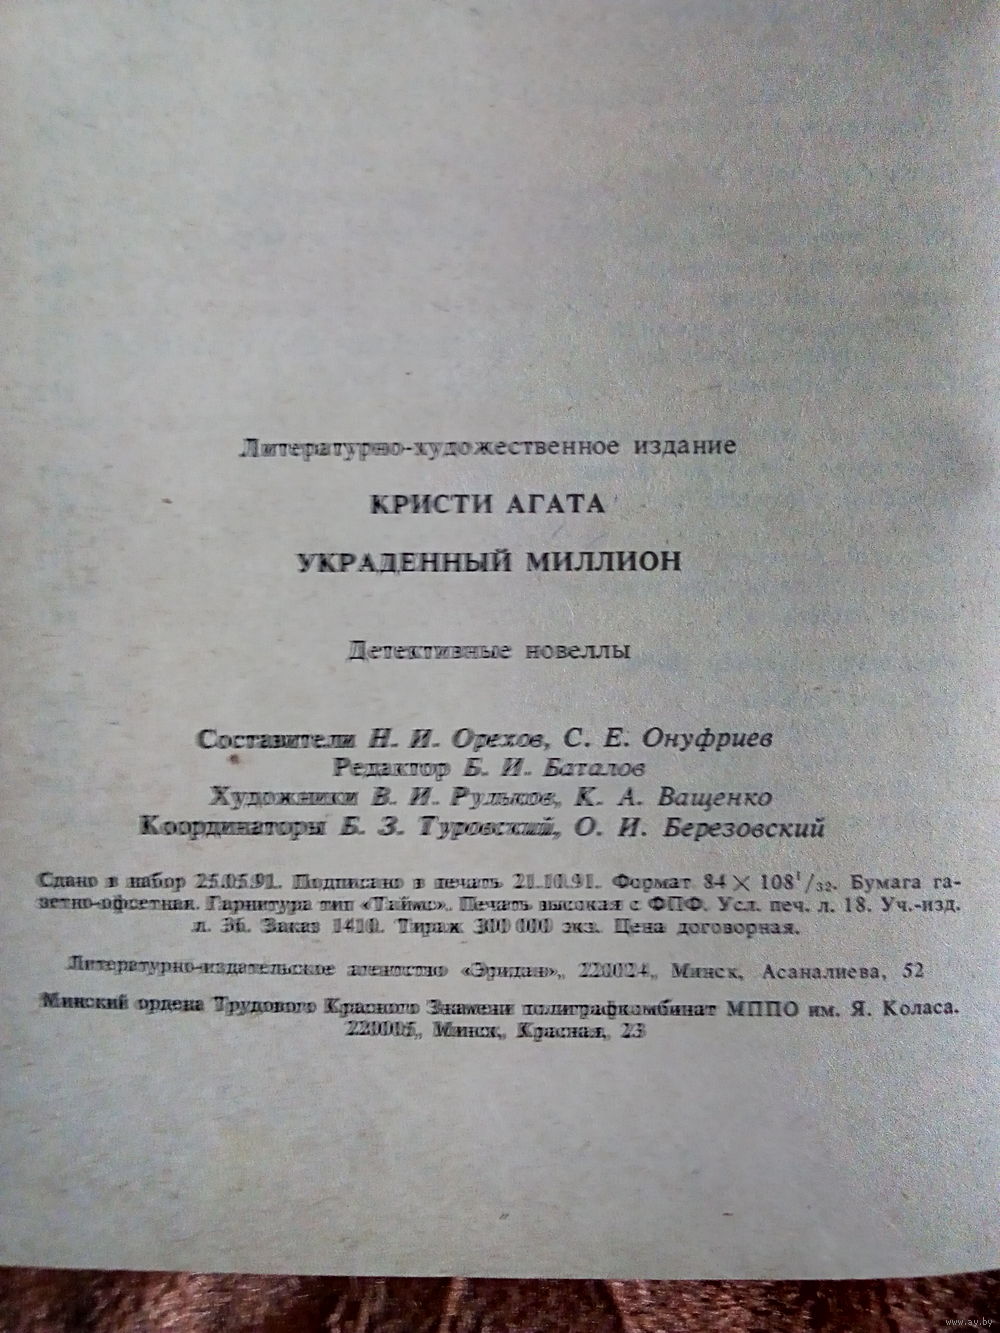 Литературно-художественное издание
КРИСТИ АГАТА
УКРАДЕННЫЙ МИЛЛИОН
Детективные новеллы
Составители Н. И. Орехов, С. Е. Онуфриев
Редактор Б. И. Баталов
Художники В. И. Рульков, К. А. Ващенко
Координаторы Б. З. Туровский, О. И. Березовский
Сдано в набор 25.05.91. Подписано в печать 21.10.91. Формат 84 × 108¹/₃₂. Бумага га-
зетно-офсетная. Гарнитура тип «Таймс». Печать высокая с ФПФ. Усл. печ. л. 18. Уч.-изд.
л. 36. Заказ 1410. Тираж 300 000 экз. Цена договорная.
Литературно-издательское агентство «Эридан», 220024, Минск, Асаналиева, 52
Минский ордена Трудового Красного Знамени полиграфкомбинат МППО им. Я. Коласа.
220005, Минск, Красная, 23
www.ay.by